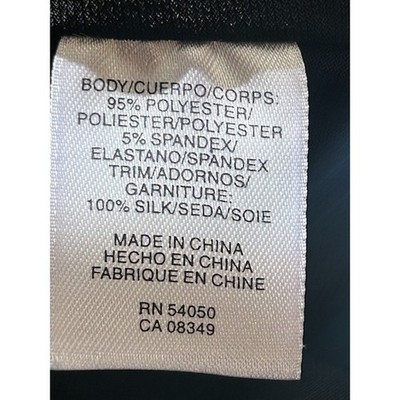 BODY/CUERPO/CORPS:
95% POLYESTER/
POLIESTER/POLYESTER
5% SPANDEX/
ELASTANO/SPANDEX
TRIM/ADORNOS/
GARNITURE:
100% SILK/SEDA/SOIE
MADE IN CHINA
HECHO EN CHINA
FABRIQUE EN CHINE
RN 54050
CA 08349